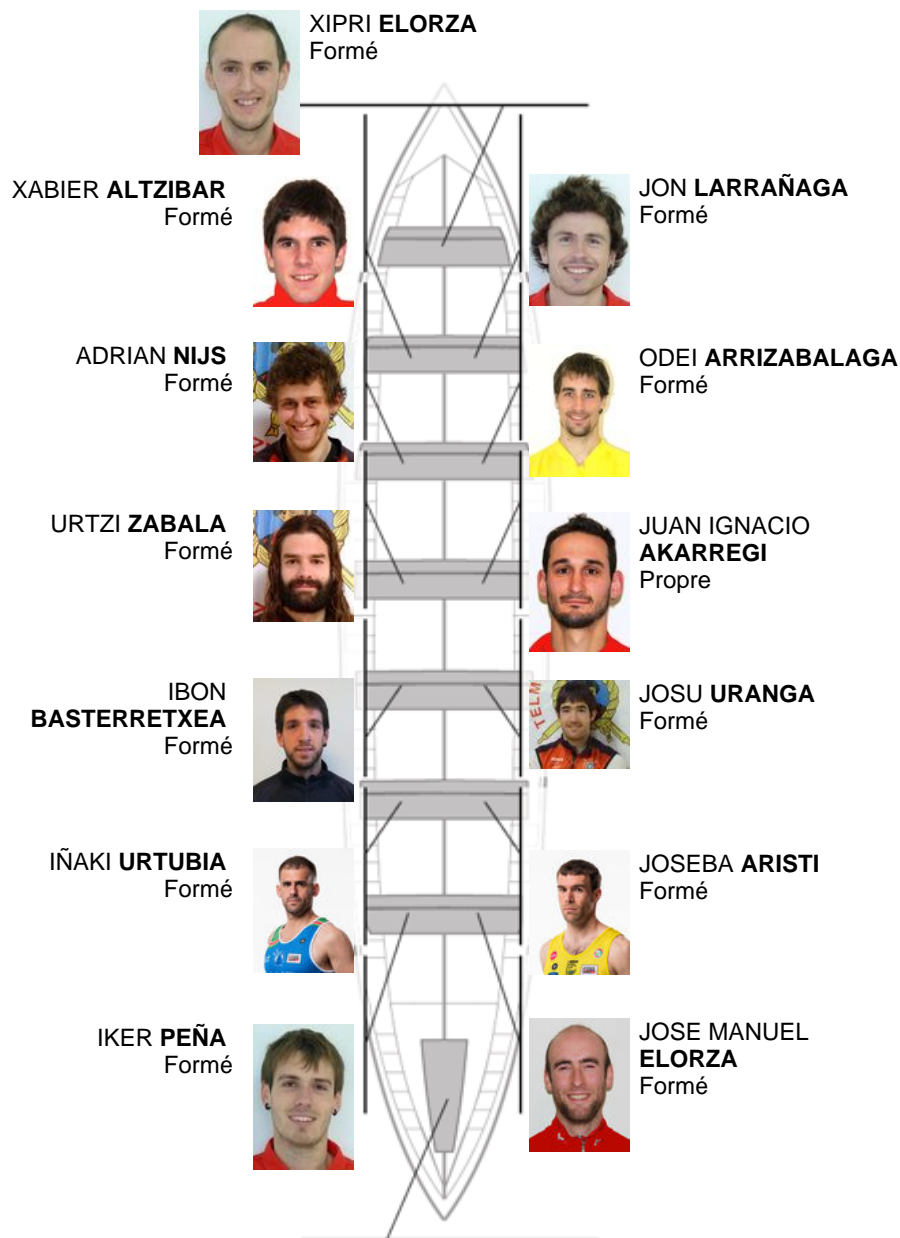 XIPRI ELORZA
Formé
XABIER ALTZIBAR
Formé
JON LARRAÑAGA
Formé
ADRIAN NIJS
Formé
ODEI ARRIZABALAGA
Formé
URTZI ZABALA
Formé
JUAN IGNACIO
AKARREGI
Propre
IBON
BASTERRETXEA
Formé
JOSU URANGA
Formé
TELM
IÑAKI URTUBIA
Formé
JOSEBA ARISTI
Formé
IKER PEÑA
Formé
JOSE MANUEL
ELORZA
Formé